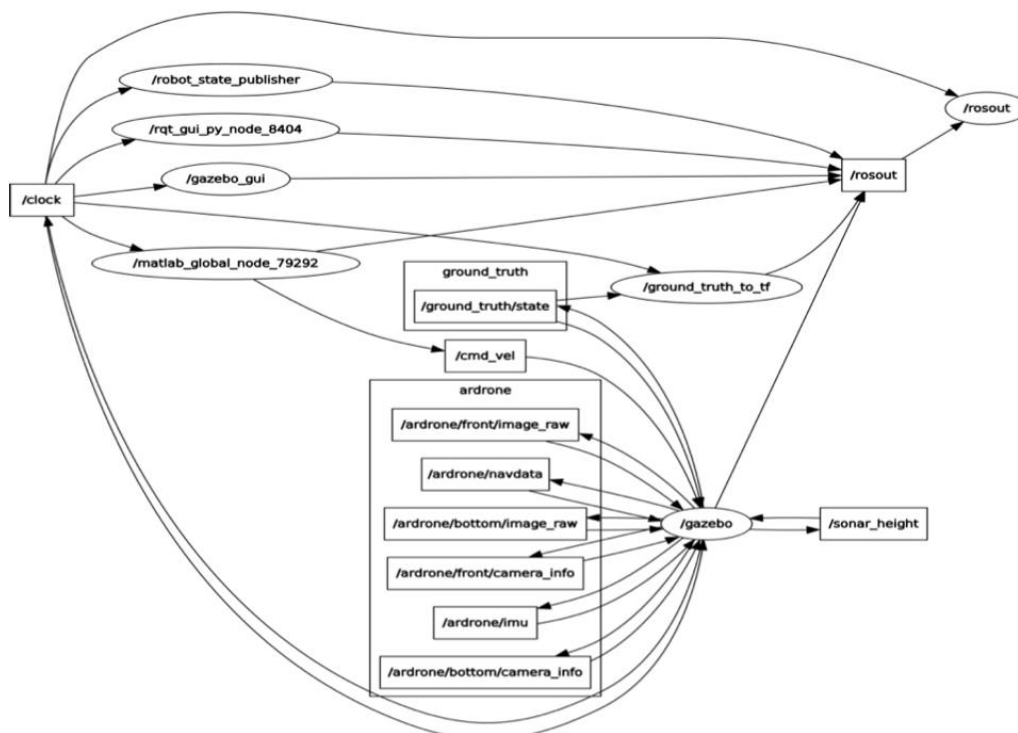 /robot_state_publisher
/rosout
/rqt_gui_py_node_8404
/rosout
/gazebo_gui
/clock
/matlab_global_node_79292
ground_truth
/ground_truth_to_tf
/ground_truth/state
/cmd_vel
ardrone
/ardrone/front/image_raw
/ardrone/navdata
/ardrone/bottom/image_raw
/gazebo
/sonar_height
/ardrone/front/camera_info
/ardrone/imu
/ardrone/bottom/camera_info